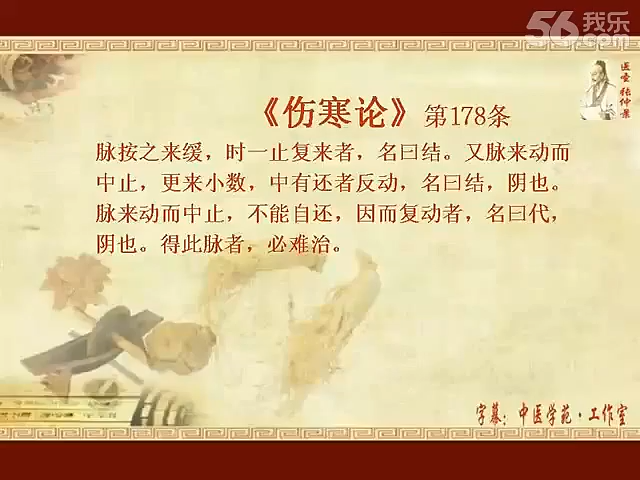 56我乐
医圣 张仲景
《伤寒论》 第178条
脉按之来缓，时一止复来者，名曰结。又脉来动而
中止，更来小数，中有还者反动，名曰结，阴也。
脉来动而中止，不能自还，因而复动者，名曰代，
阴也。得此脉者，必难治。
字幕：中医学苑·工作室